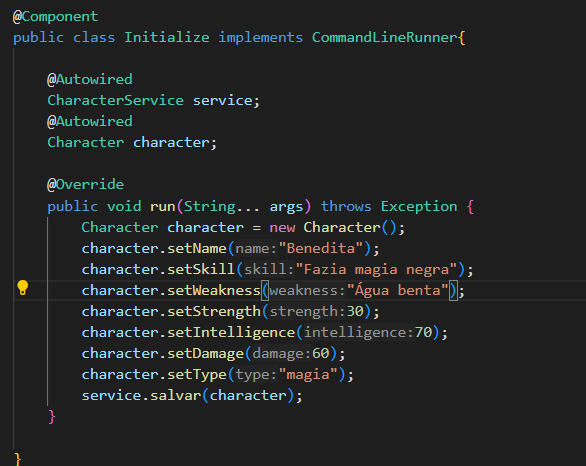 @Component
public class Initialize implements CommandLineRunner{
@Autowired
CharacterService service;
@Autowired
Character character;
@Override
public void run(String... args) throws Exception {
Character character = new Character();
character.setName(name:"Benedita");
character.setSkill(skill:"Fazia magia negra");
character.setWeakness(weakness:"Água benta");
character.setStrength(strength:30);
character.setIntelligence(intelligence:70);
character.setDamage(damage:60);
character.setType(type:"magia");
service.salvar(character);
}
}